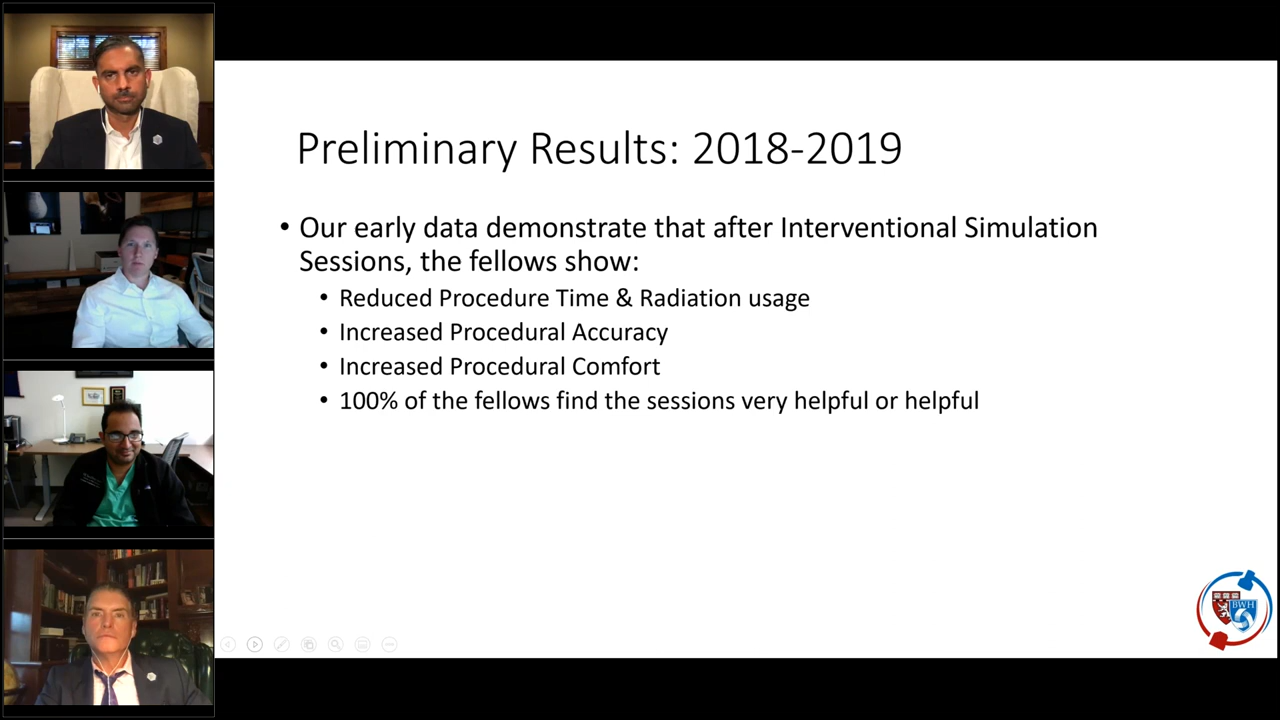 Preliminary Results: 2018-2019
• Our early data demonstrate that after Interventional Simulation
Sessions, the fellows show:
• Reduced Procedure Time & Radiation usage
• Increased Procedural Accuracy
• Increased Procedural Comfort
• 100% of the fellows find the sessions very helpful or helpful
BWH